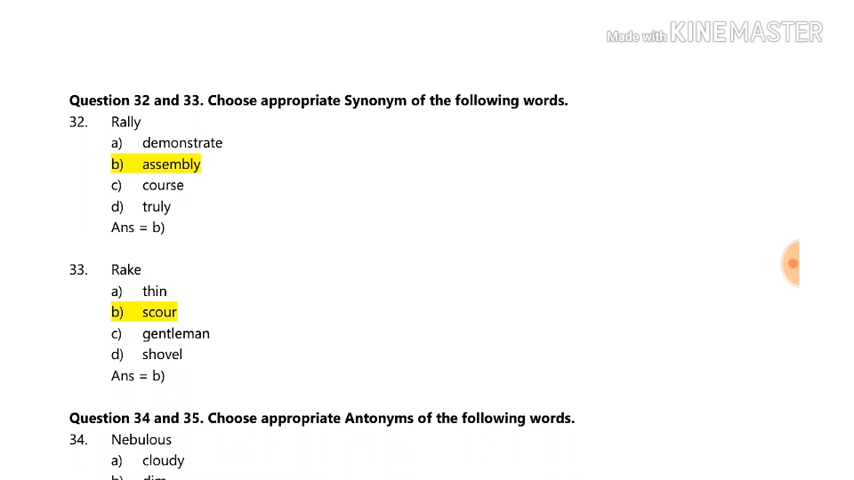 Made with KINEMASTER
Question 32 and 33. Choose appropriate Synonym of the following words.
32. Rally
a) demonstrate
b) assembly
c) course
d) truly
Ans = b)
33. Rake
a) thin
b) scour
c) gentleman
d) shovel
Ans = b)
Question 34 and 35. Choose appropriate Antonyms of the following words.
34. Nebulous
a) cloudy
b) dim